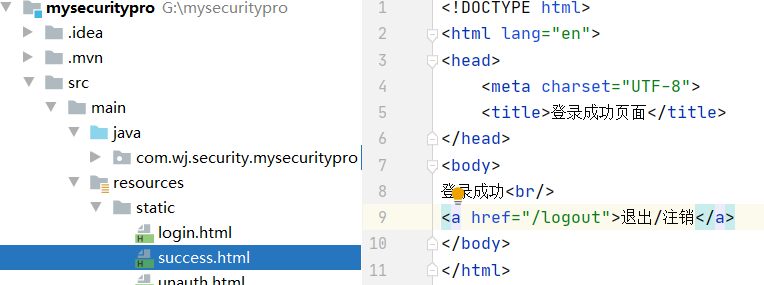 mysecuritypro G:\mysecuritypro
.idea
.mvn
src
main
java
com.wj.security.mysecuritypro
resources
static
login.html
success.html
unauth.html
1 <!DOCTYPE html>
2 <html lang="en">
3 <head>
4 <meta charset="UTF-8">
5 <title>登录成功页面</title>
6 </head>
7 <body>
8 登录成功<br/>
9 <a href="/logout">退出/注销</a>
10 </body>
11 </html>